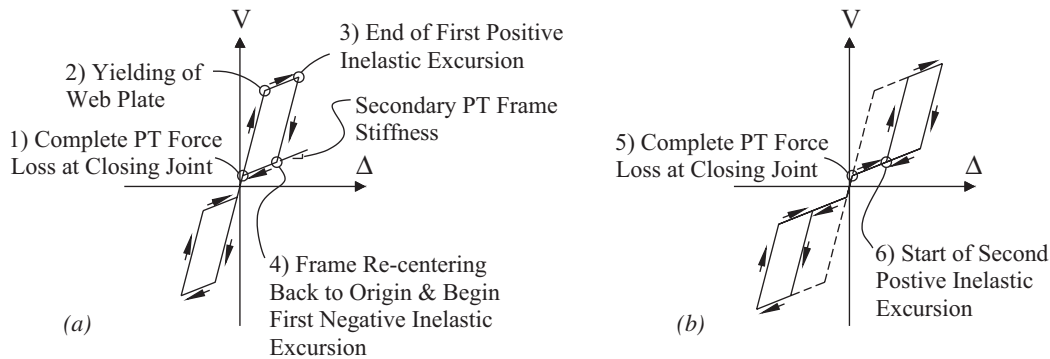 V
3) End of First Positive
Inelastic Excursion
2) Yielding of
Web Plate
Secondary PT Frame
Stiffness
1) Complete PT Force
Loss at Closing Joint
Δ
4) Frame Re-centering
Back to Origin & Begin
First Negative Inelastic
Excursion
(a)
V
5) Complete PT Force
Loss at Closing Joint
Δ
6) Start of Second
Postive Inelastic
Excursion
(b)